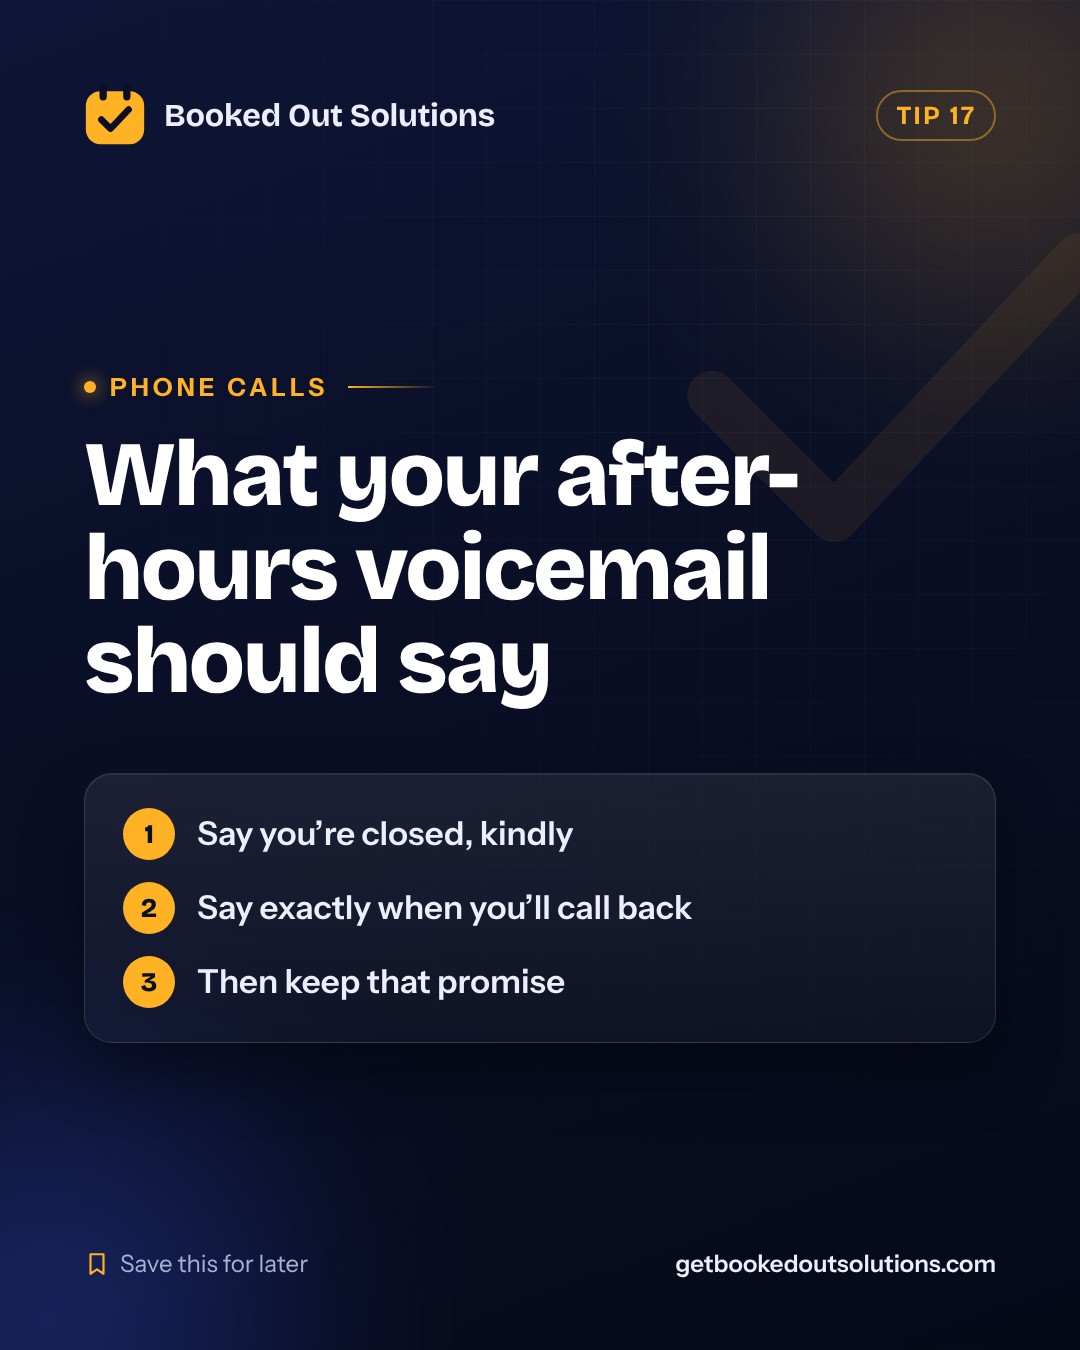 Booked Out Solutions
TIP 17
PHONE CALLS
What your after-
hours voicemail
should say
1 Say you’re closed, kindly
2 Say exactly when you’ll call back
3 Then keep that promise
Save this for later
getbookedoutsolutions.com